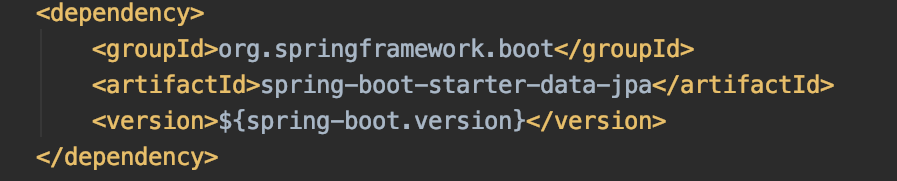 <dependency>
<groupId>org.springframework.boot</groupId>
<artifactId>spring-boot-starter-data-jpa</artifactId>
<version>${spring-boot.version}</version>
</dependency>